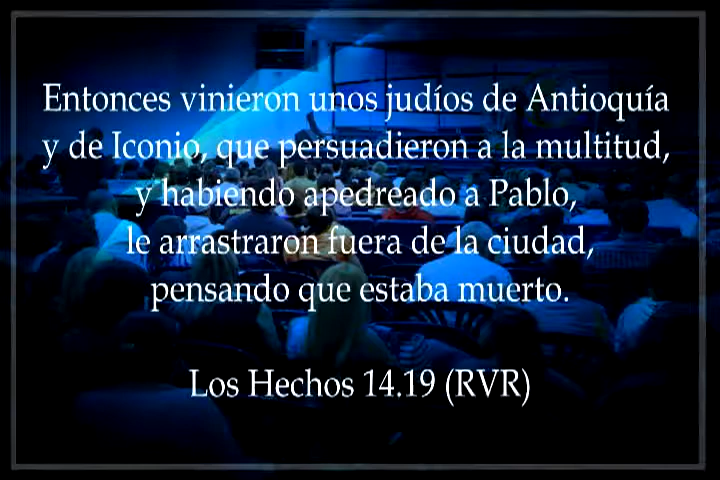 Entonces vinieron unos judíos de Antioquía
y de Iconio, que persuadieron a la multitud,
y habiendo apedreado a Pablo,
le arrastraron fuera de la ciudad,
pensando que estaba muerto.
Los Hechos 14.19 (RVR)